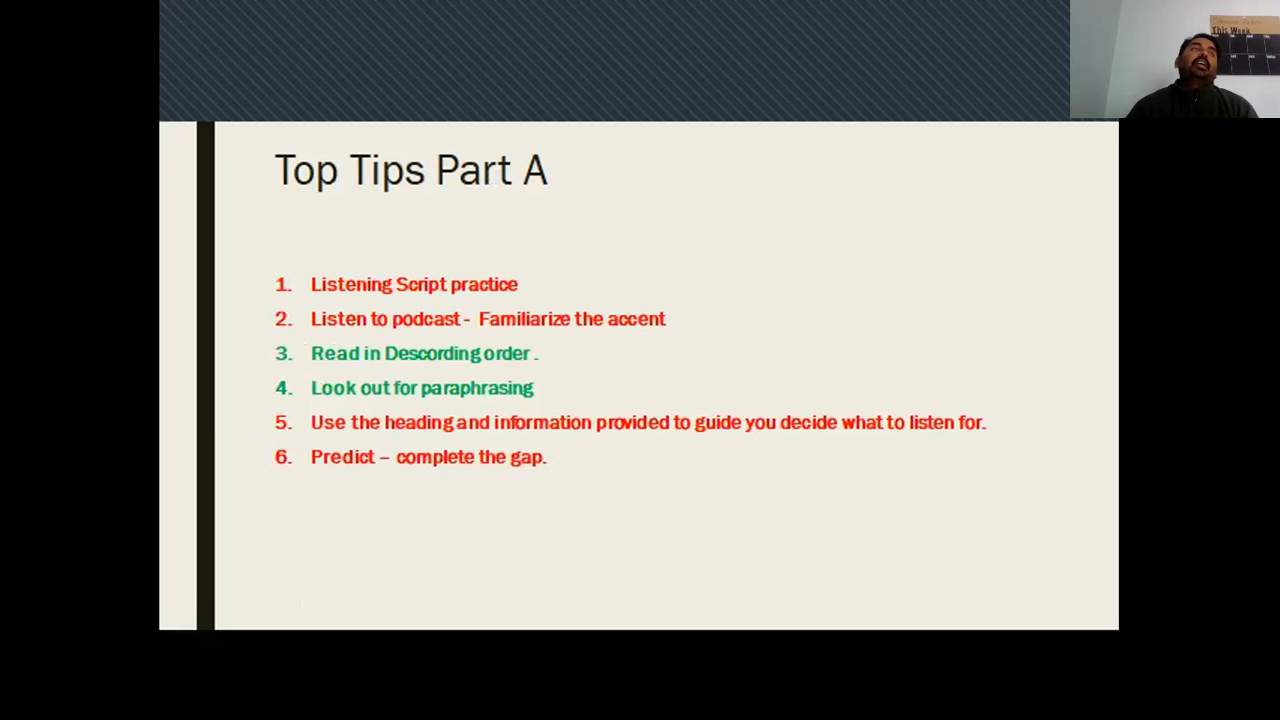 This Week
Top Tips Part A
1. Listening Script practice
2. Listen to podcast - Familiarize the accent
3. Read in Descording order .
4. Look out for paraphrasing
5. Use the heading and information provided to guide you decide what to listen for.
6. Predict – complete the gap.